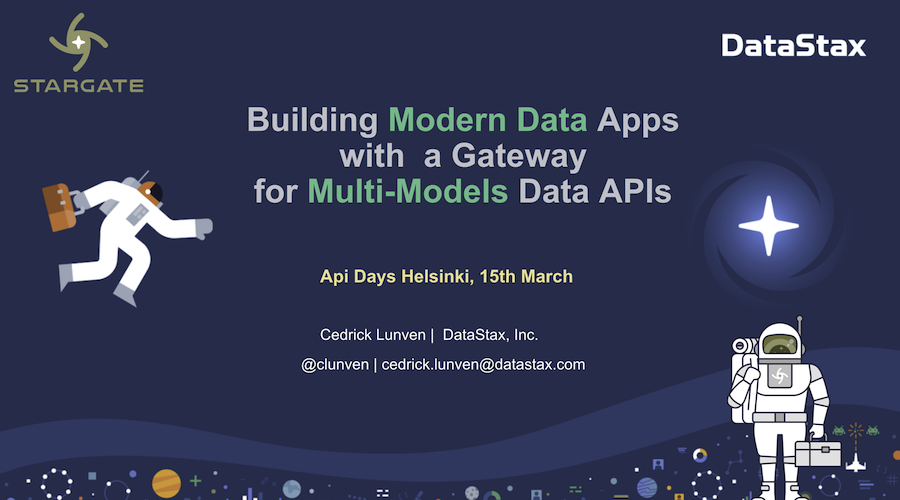 STARGATE
DataStax
Building Modern Data Apps
with a Gateway
for Multi-Models Data APIs
Api Days Helsinki, 15th March
Cedrick Lunven | DataStax, Inc.
@clunven | cedrick.lunven@datastax.com